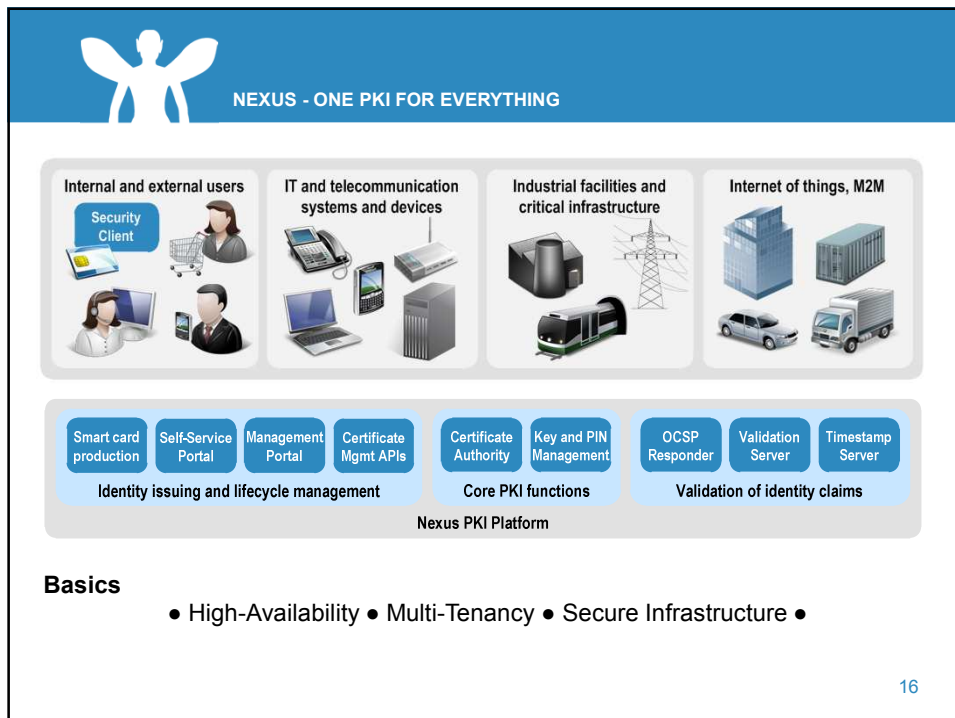 NEXUS - ONE PKI FOR EVERYTHING
Internal and external users
Security
Client
IT and telecommunication
systems and devices
Industrial facilities and
critical infrastructure
Internet of things, M2M
Smart card
production
Self-Service
Portal
Management
Portal
Certificate
Mgmt APIs
Identity issuing and lifecycle management
Certificate
Authority
Key and PIN
Management
Core PKI functions
OCSP
Responder
Validation
Server
Timestamp
Server
Validation of identity claims
Nexus PKI Platform
Basics
● High-Availability ● Multi-Tenancy ● Secure Infrastructure ●
16